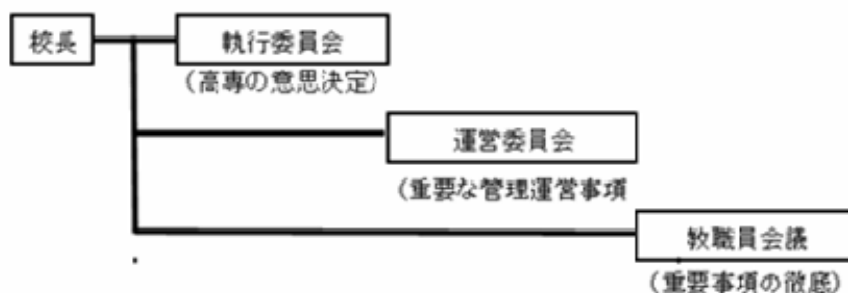 校長
執行委員会
(高専の意思決定)
運営委員会
(重要な管理運営事項
教職員会議
(重要事項の徹底)